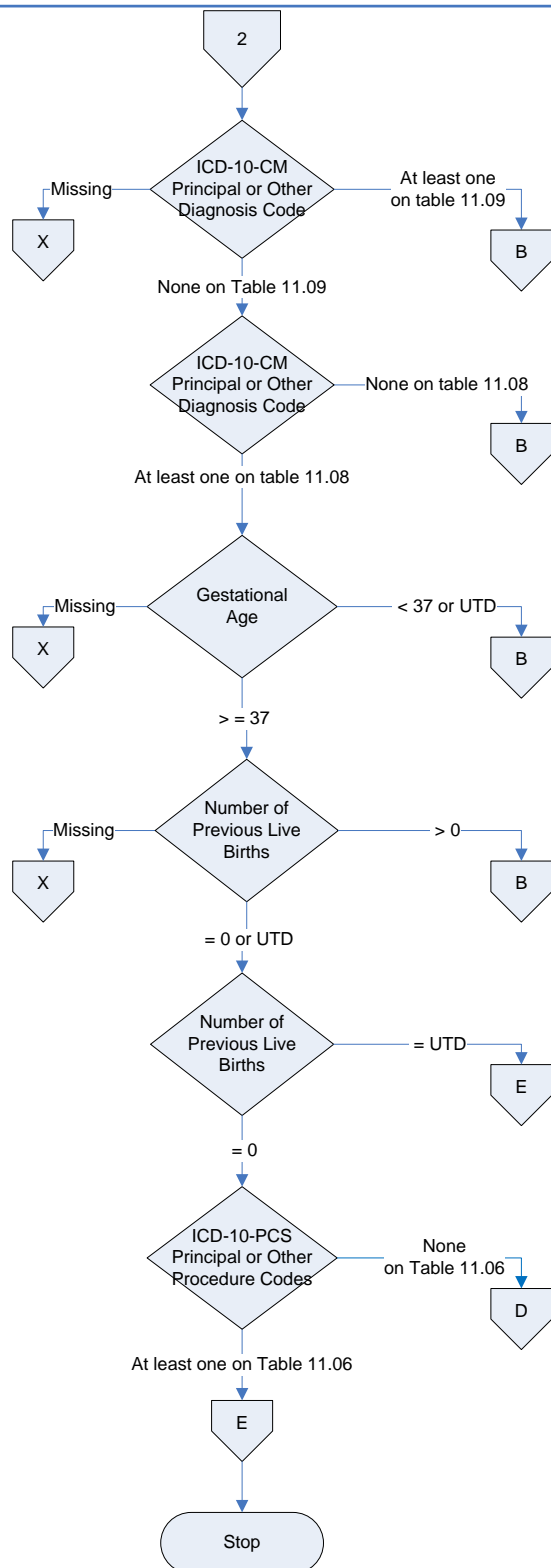 2
ICD-10-CM
Principal or Other
Diagnosis Code
Missing
At least one
on table 11.09
X
B
None on Table 11.09
ICD-10-CM
Principal or Other
Diagnosis Code
None on table 11.08
B
At least one on table 11.08
Gestational
Age
Missing
< 37 or UTD
X
B
> = 37
Number of
Previous Live
Births
Missing
> 0
X
B
= 0 or UTD
Number of
Previous Live
Births
= UTD
E
= 0
ICD-10-PCS
Principal or Other
Procedure Codes
None
on Table 11.06
D
At least one on Table 11.06
E
Stop